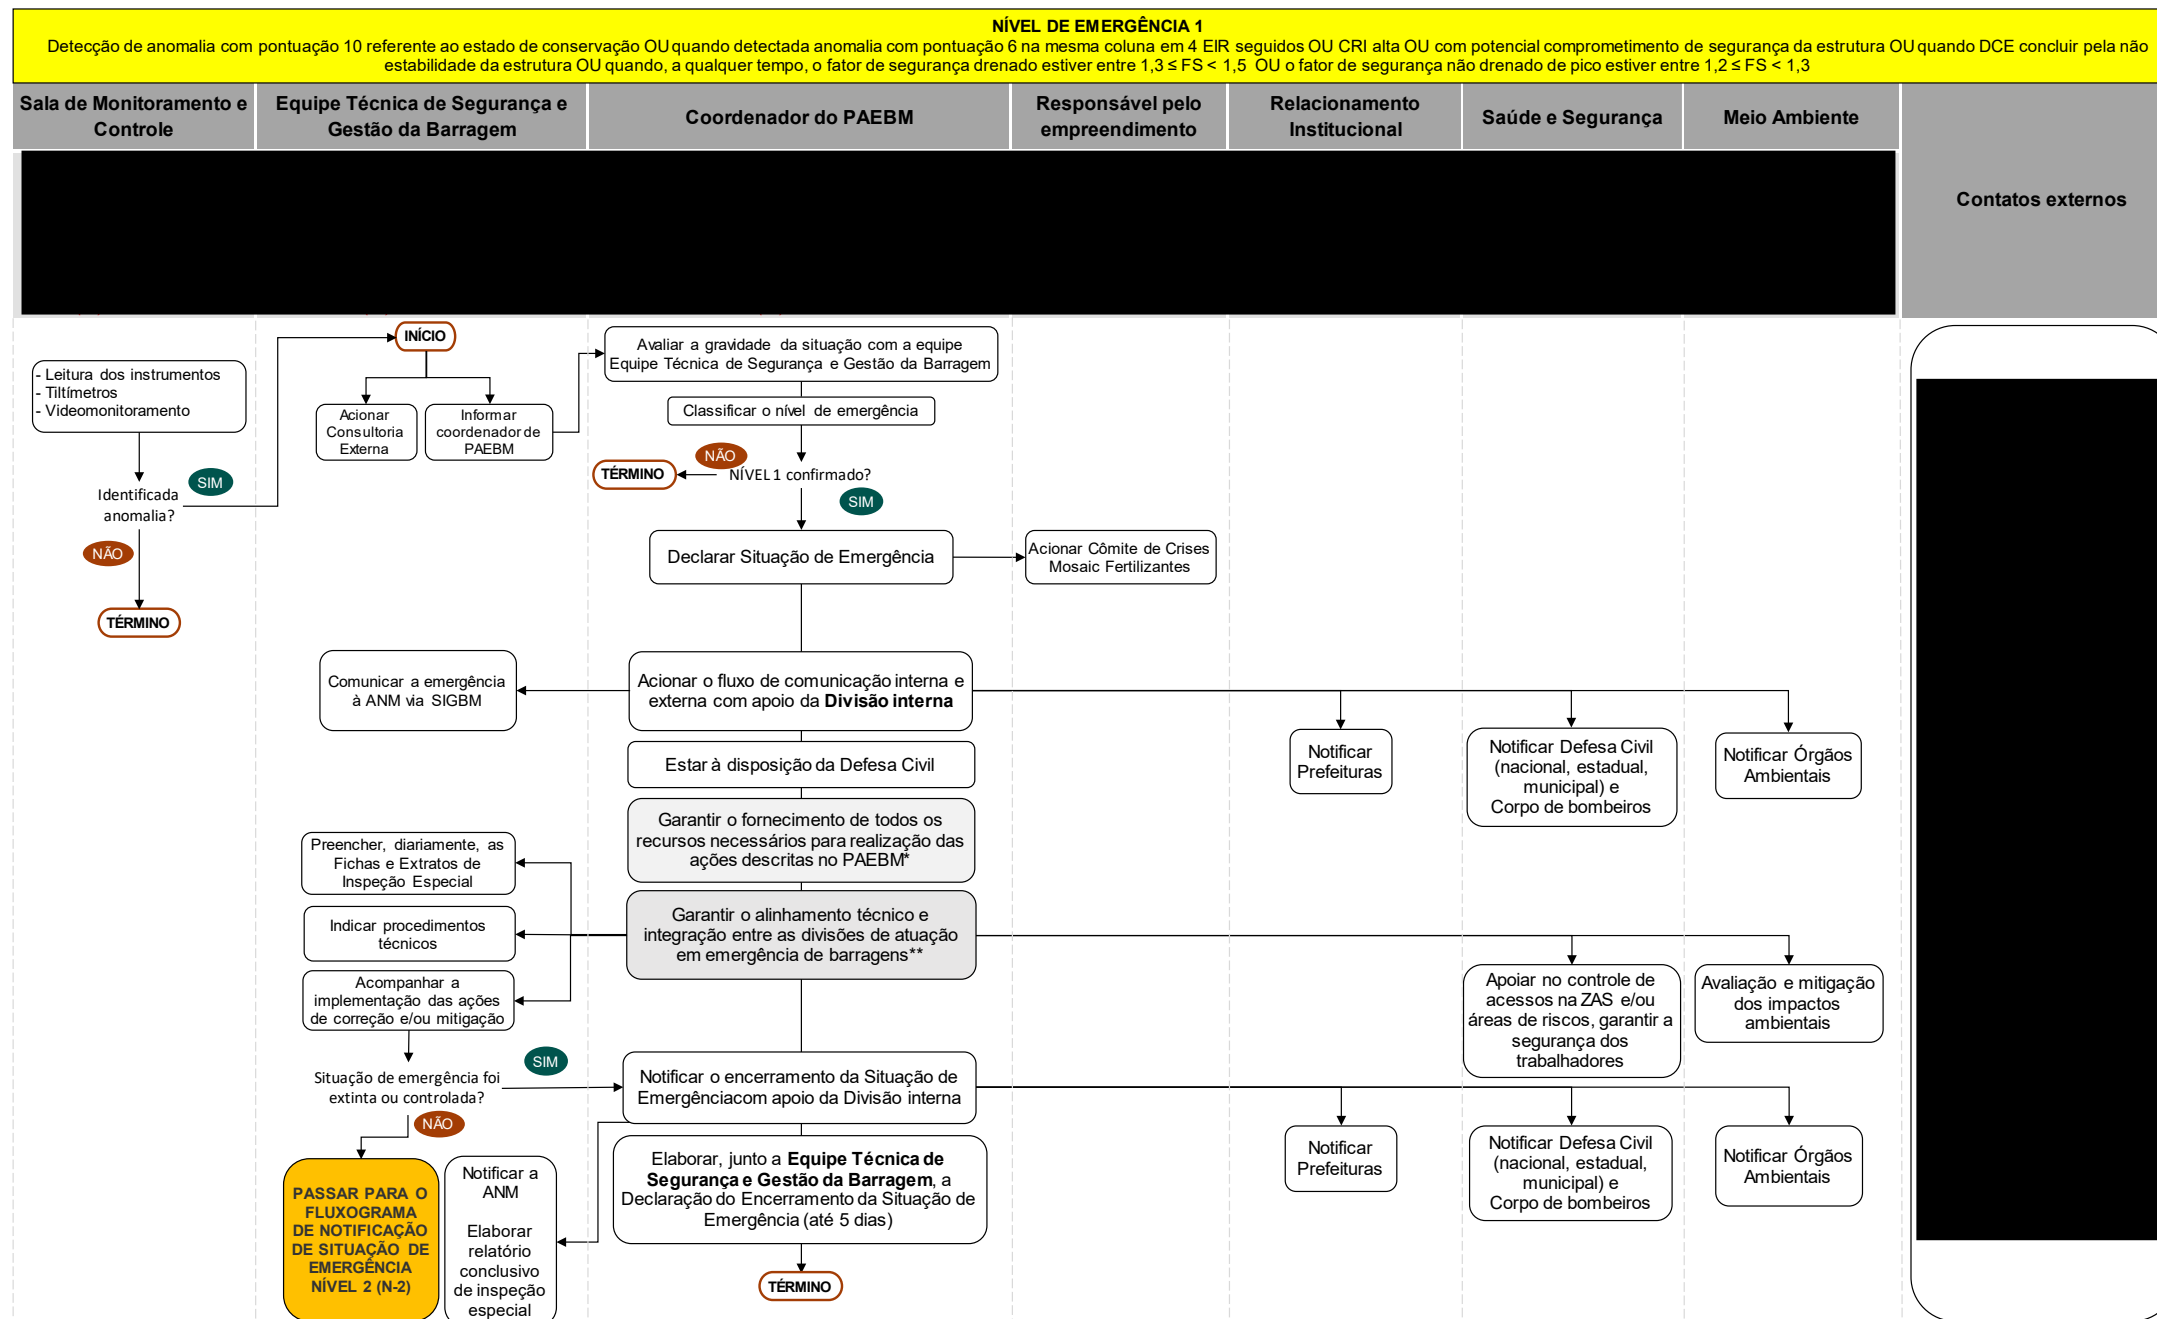 NÍVEL DE EMERGÊNCIA 1
Detecção de anomalia com pontuação 10 referente ao estado de conservação OU quando detectada anomalia com pontuação 6 na mesma coluna em 4 EIR seguidos OU CRI alta OU com potencial comprometimento de segurança da estrutura OU quando DCE concluir pela não
estabilidade da estrutura OU quando, a qualquer tempo, o fator de segurança drenado estiver entre 1,3 ≤ FS < 1,5 OU o fator de segurança não drenado de pico estiver entre 1,2 ≤ FS < 1,3
Sala de Monitoramento e
Controle
Equipe Técnica de Segurança e
Gestão da Barragem
Coordenador do PAEBM
Responsável pelo
empreendimento
Relacionamento
Institucional
Saúde e Segurança
Meio Ambiente
Contatos externos
- Leitura dos instrumentos
- Tiltímetros
- Videomonitoramento
Identificada
anomalia?
SIM
NÃO
TÉRMINO
INÍCIO
Acionar
Consultoria
Externa
Informar
coordenador de
PAEBM
Avaliar a gravidade da situação com a equipe
Equipe Técnica de Segurança e Gestão da Barragem
Classificar o nível de emergência
NÃO
TÉRMINO
NÍVEL 1 confirmado?
SIM
Declarar Situação de Emergência
Acionar Cômite de Crises
Mosaic Fertilizantes
Comunicar a emergência
à ANM via SIGBM
Acionar o fluxo de comunicação interna e
externa com apoio da Divisão interna
Notificar
Prefeituras
Notificar Defesa Civil
(nacional, estadual,
municipal) e
Corpo de bombeiros
Notificar Órgãos
Ambientais
Estar à disposição da Defesa Civil
Garantir o fornecimento de todos os
recursos necessários para realização das
ações descritas no PAEBM*
Preencher, diariamente, as
Fichas e Extratos de
Inspeção Especial
Indicar procedimentos
técnicos
Acompanhar a
implementação das ações
de correção e/ou mitigação
Garantir o alinhamento técnico e
integração entre as divisões de atuação
em emergência de barragens**
Apoiar no controle de
acessos na ZAS e/ou
áreas de riscos, garantir a
segurança dos
trabalhadores
Avaliação e mitigação
dos impactos
ambientais
Situação de emergência foi
extinta ou controlada?
SIM
NÃO
Notificar o encerramento da Situação de
Emergênciacom apoio da Divisão interna
Notificar
Prefeituras
Notificar Defesa Civil
(nacional, estadual,
municipal) e
Corpo de bombeiros
Notificar Órgãos
Ambientais
PASSAR PARA O
FLUXOGRAMA
DE NOTIFICAÇÃO
DE SITUAÇÃO DE
EMERGÊNCIA
NÍVEL 2 (N-2)
Notificar a
ANM
Elaborar
relatório
conclusivo
de inspeção
especial
Elaborar, junto a Equipe Técnica de
Segurança e Gestão da Barragem, a
Declaração do Encerramento da Situação de
Emergência (até 5 dias)
TÉRMINO